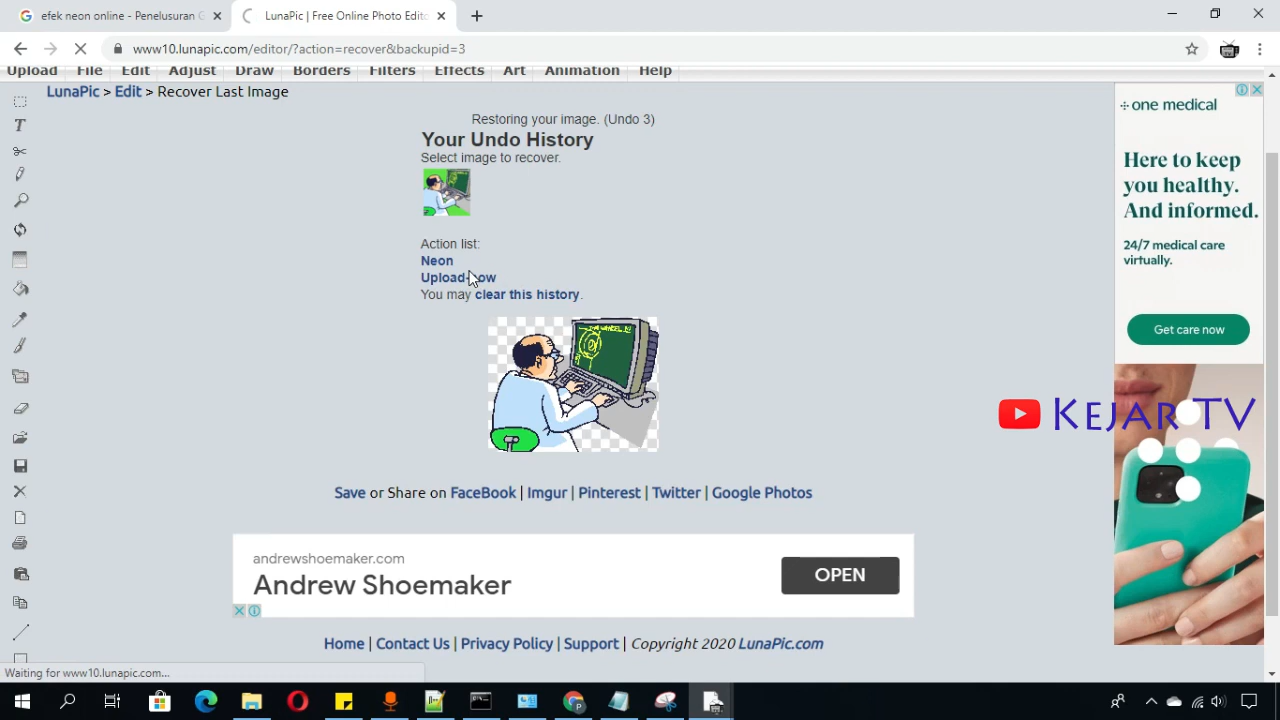 efek neon online - Penelusuran G
LunaPic | Free Online Photo Edito
www10.lunapic.com/editor/?action=recover&backupid=3
Upload File Edit Adjust Draw Borders Filters Effects Art Animation Help
LunaPic > Edit > Recover Last Image
Restoring your image. (Undo 3)
Your Undo History
Select image to recover.
Action list:
Neon
You may clear this history.
Save or Share on FaceBook | Imgur | Pinterest | Twitter | Google Photos
andrewshoemaker.com
Andrew Shoemaker
OPEN
Home | Contact Us | Privacy Policy | Support | Copyright 2020 LunaPic.com
Waiting for www10.lunapic.com...
one medical
Here to keep
you healthy.
And informed.
24/7 medical care
virtually.
Get care now
KEJAR TV